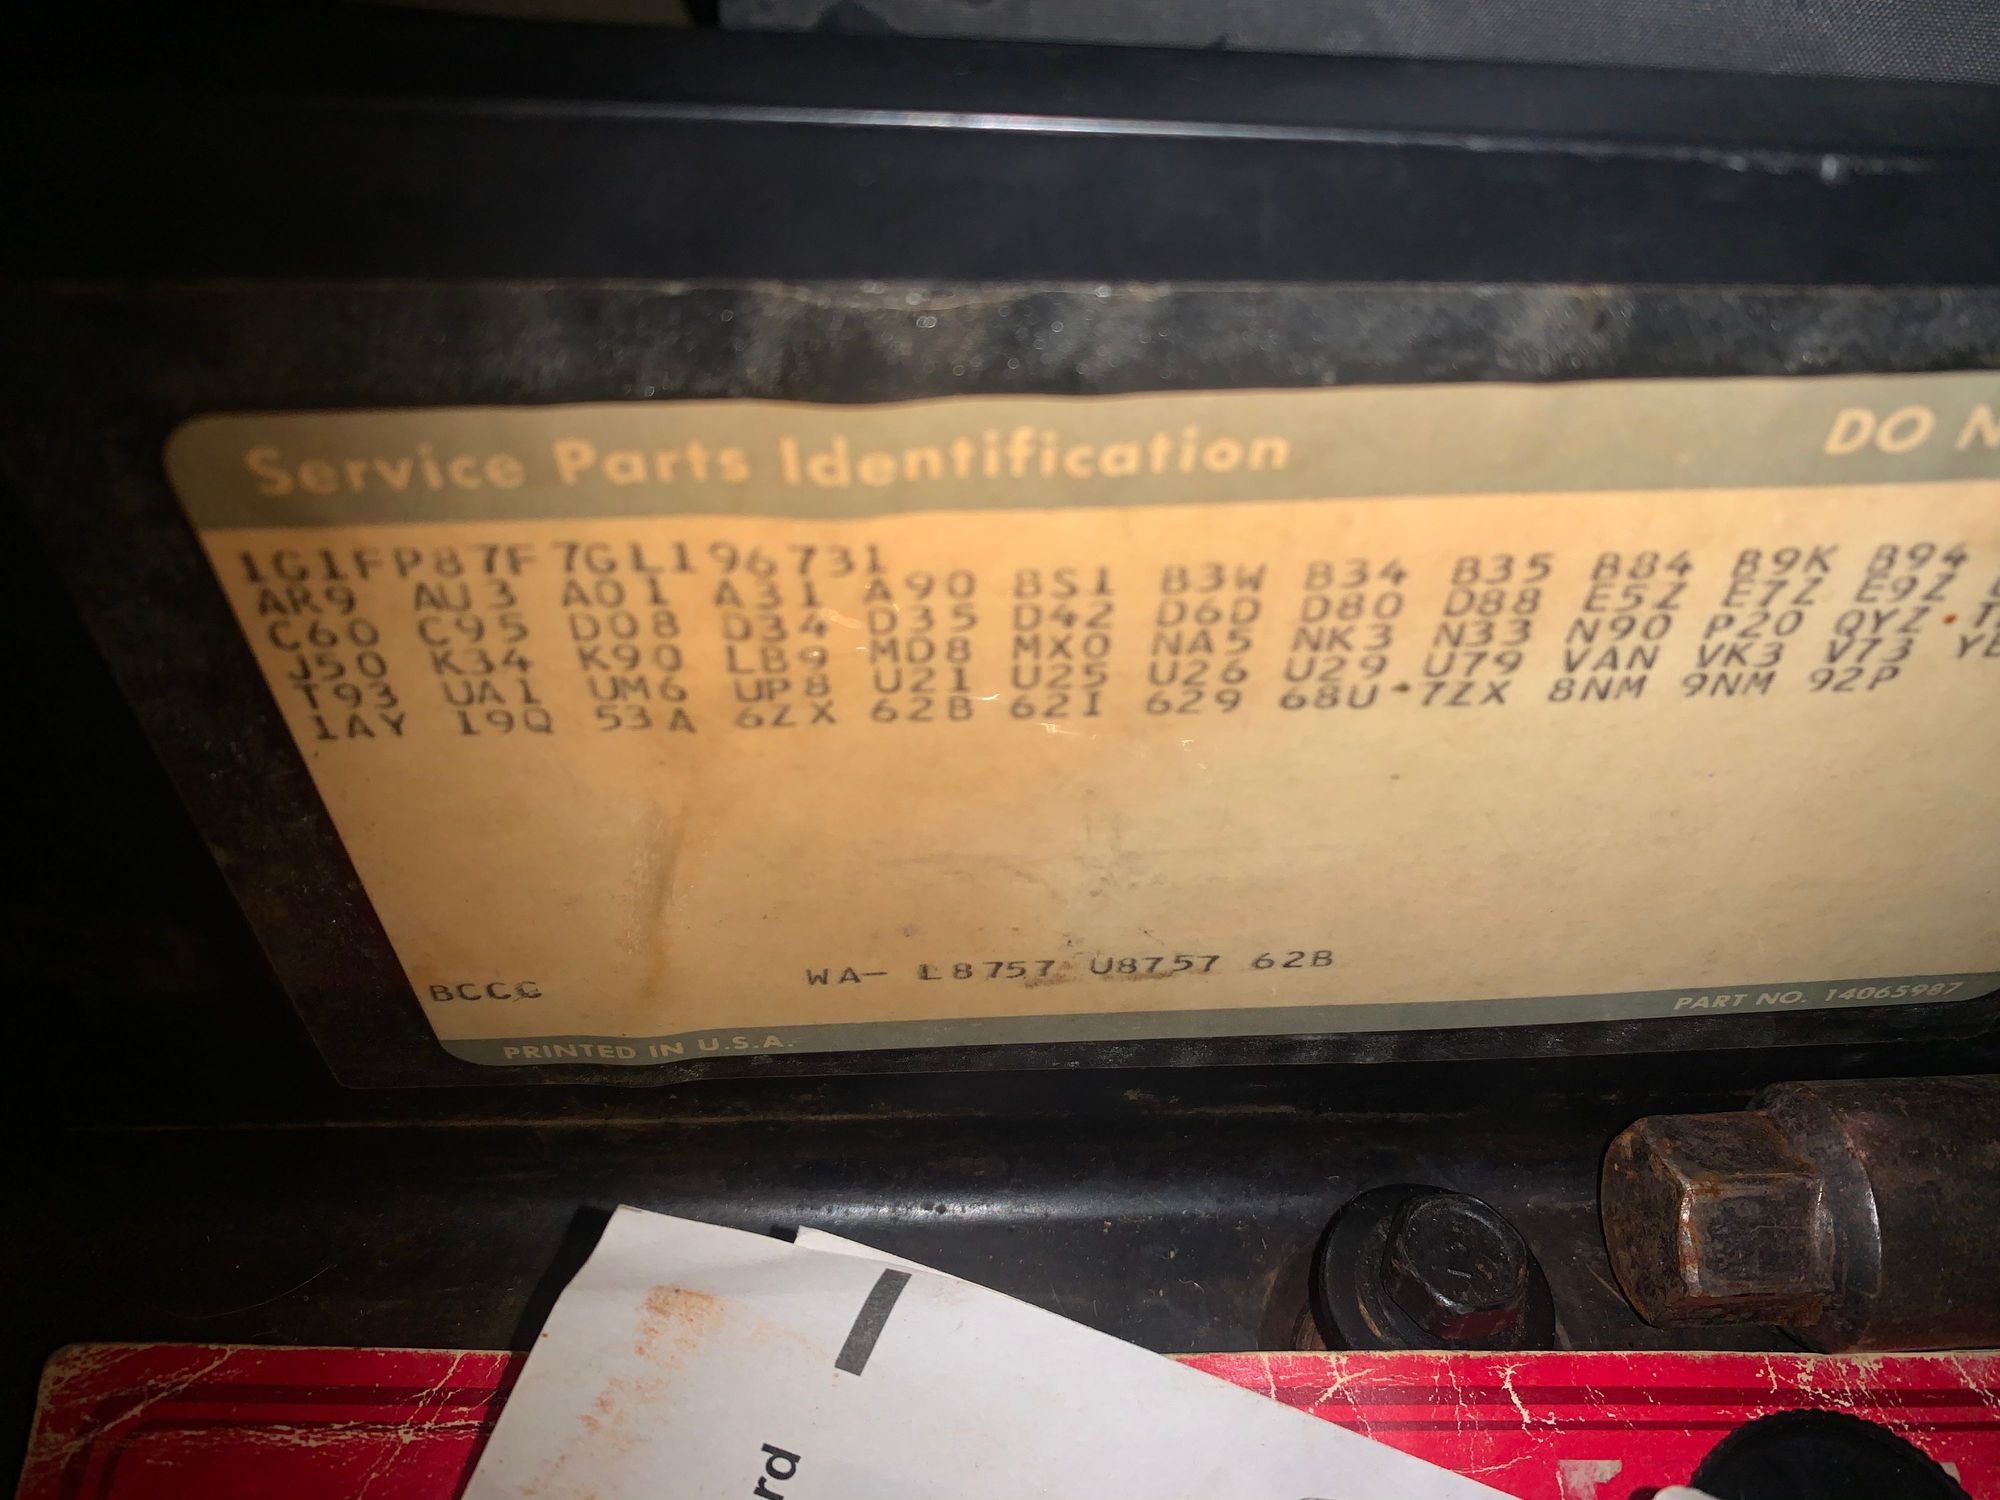 Service Parts Identification DO N
1G1FP87F7GL196731
AR9 AU3 A01 A31 A90 BS1 B3W B34 B35 B84 B9K B94
C60 C95 D08 D34 D35 D42 D6D D80 D88 E5Z E7Z E9Z
J50 K34 K90 LB9 MD8 MX0 NA5 NK3 N33 N90 P20 QYZ
T93 UA1 UM6 UP8 U21 U25 U26 U29 U79 VAN VK3 V73
1AY 19Q 53A 6ZX 62B 62I 629 68U 7ZX 8NM 9NM 92P
BCCC WA- L8757 U8757 62B
PRINTED IN U.S.A. PART NO. 14065987
rd